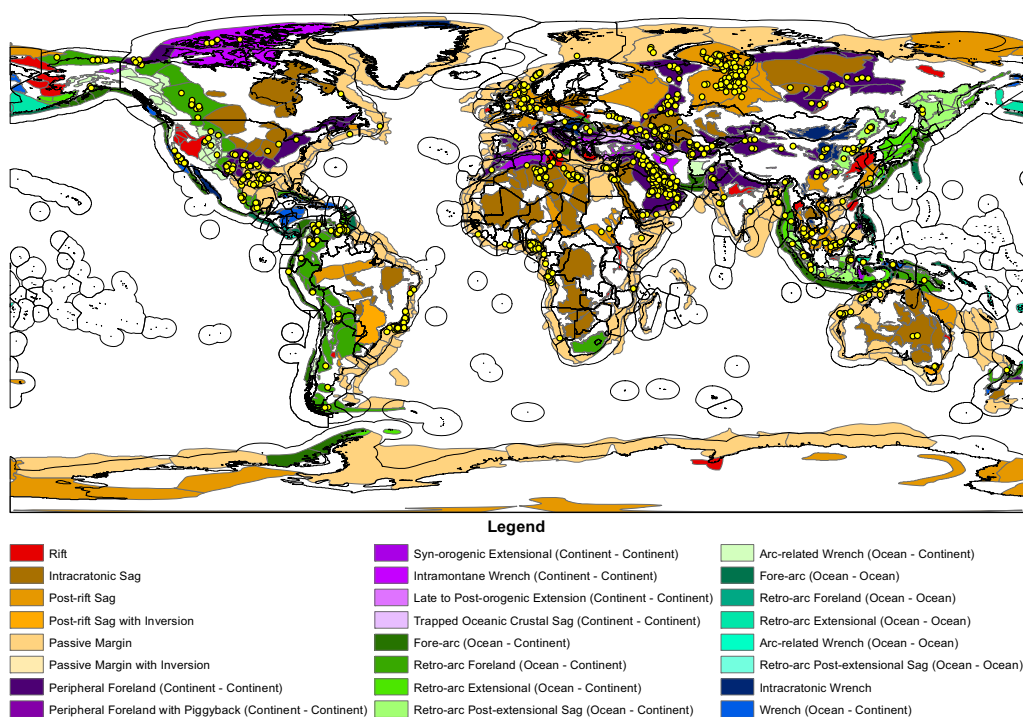 Legend
Rift
Intracratonic Sag
Post-rift Sag
Post-rift Sag with Inversion
Passive Margin
Passive Margin with Inversion
Peripheral Foreland (Continent - Continent)
Peripheral Foreland with Piggyback (Continent - Continent)
Syn-orogenic Extensional (Continent - Continent)
Intramontane Wrench (Continent - Continent)
Late to Post-orogenic Extension (Continent - Continent)
Trapped Oceanic Crustal Sag (Continent - Continent)
Fore-arc (Ocean - Continent)
Retro-arc Foreland (Ocean - Continent)
Retro-arc Extensional (Ocean - Continent)
Retro-arc Post-extensional Sag (Ocean - Continent)
Arc-related Wrench (Ocean - Continent)
Fore-arc (Ocean - Ocean)
Retro-arc Foreland (Ocean - Ocean)
Retro-arc Extensional (Ocean - Ocean)
Arc-related Wrench (Ocean - Ocean)
Retro-arc Post-extensional Sag (Ocean - Ocean)
Intracratonic Wrench
Wrench (Ocean - Continent)